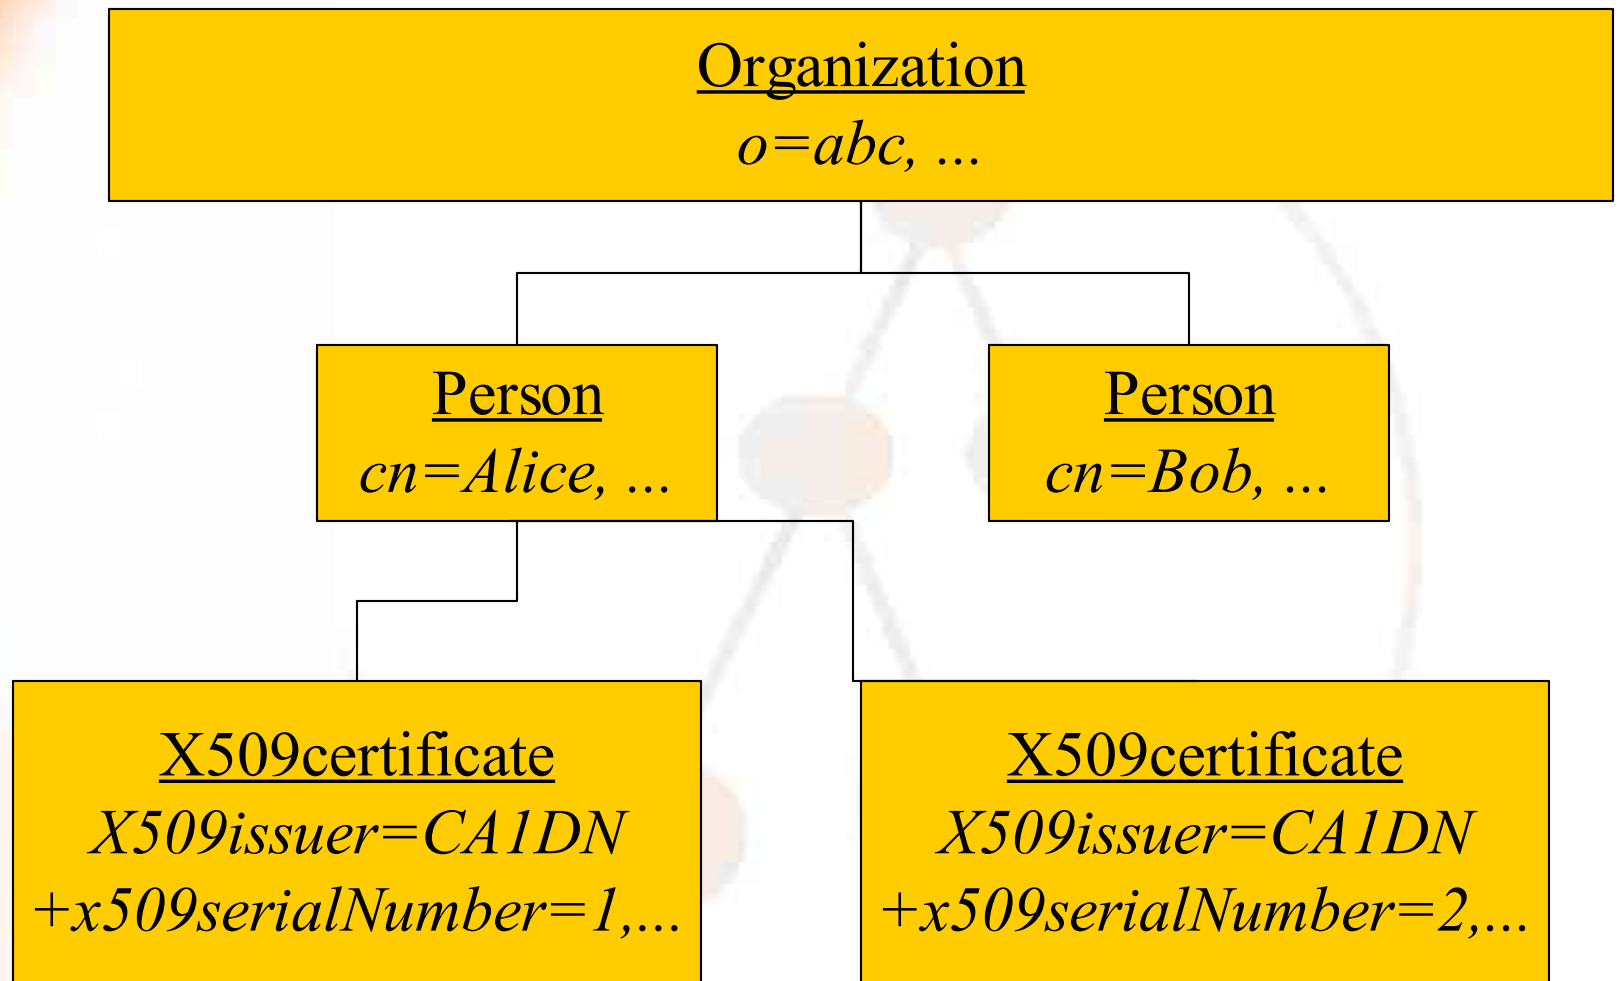 Organization
o=abc, ...
Person
cn=Alice, ...
Person
cn=Bob, ...
X509certificate
X509issuer=CA1DN
+x509serialNumber=1,...
X509certificate
X509issuer=CA1DN
+x509serialNumber=2,...